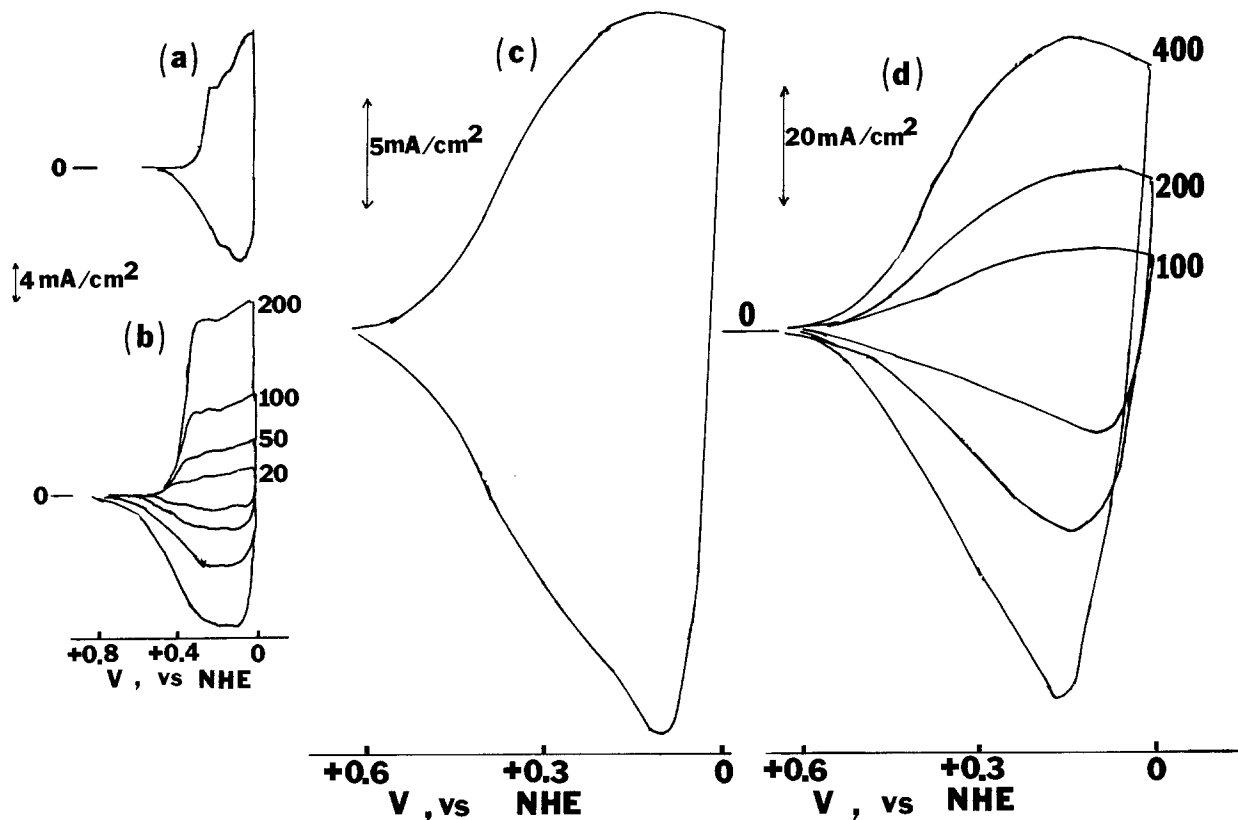 (a)
0
4 mA/cm2
(b)
200
100
50
20
0
+0.8 +0.4 0
V , vs NHE
(c)
5mA/cm2
+0.6 +0.3 0
V , vs NHE
(d)
20mA/cm2
400
200
100
0
+0.6 +0.3 0
V , vs NHE